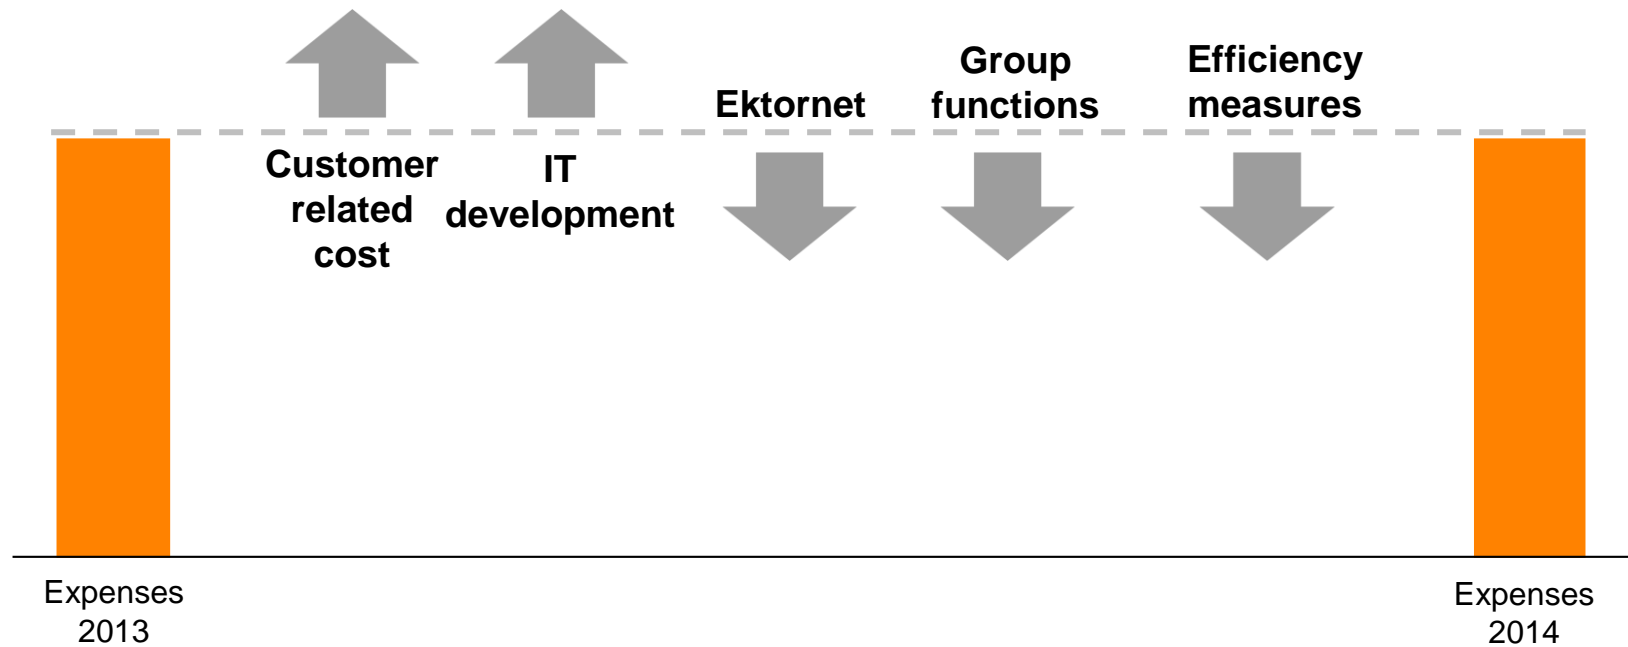 Customer
related
cost
IT
development
Ektornet
Group
functions
Efficiency
measures
Expenses
2013
Expenses
2014